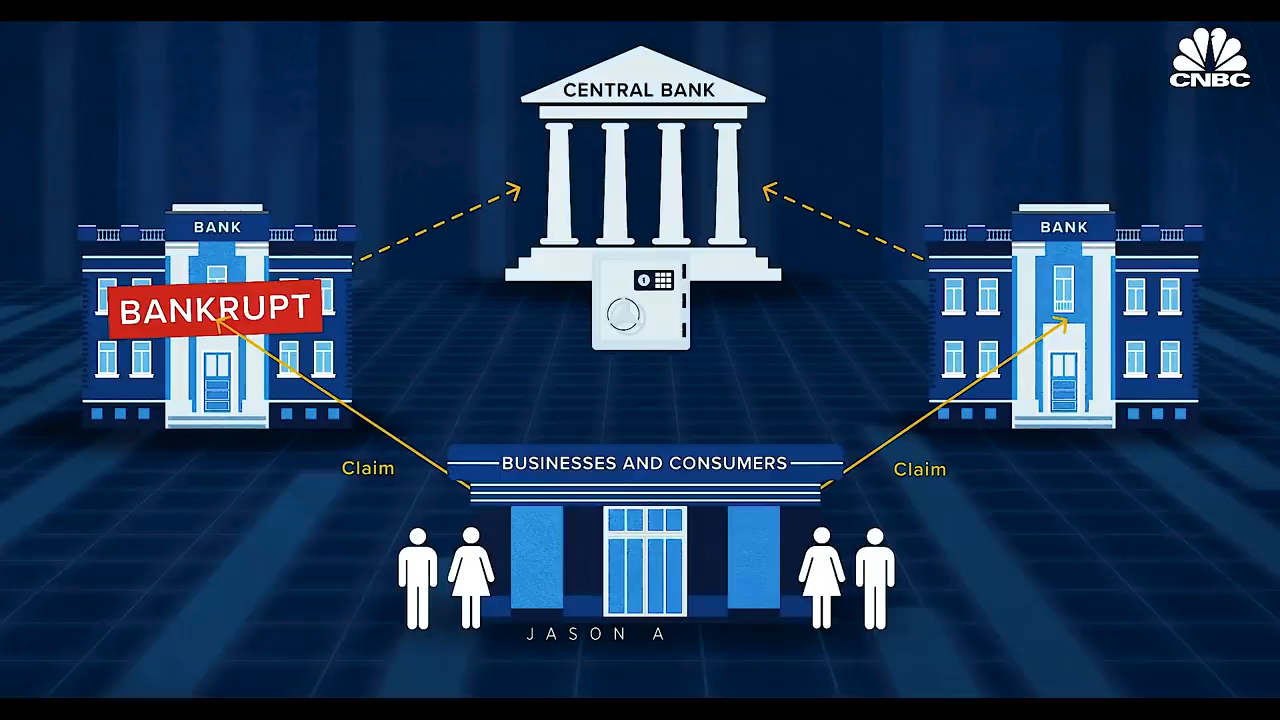 CNBC
CENTRAL BANK
BANK
BANK
BANKRUPT
Claim
BUSINESSES AND CONSUMERS
Claim
JASON A